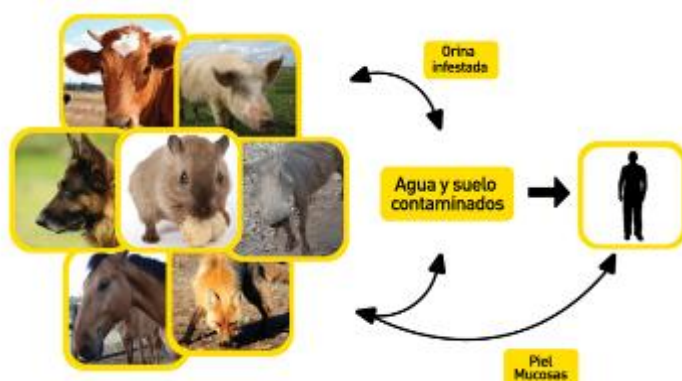 Orina
infestada
Agua y suelo
contaminados
Piel
Mucosas